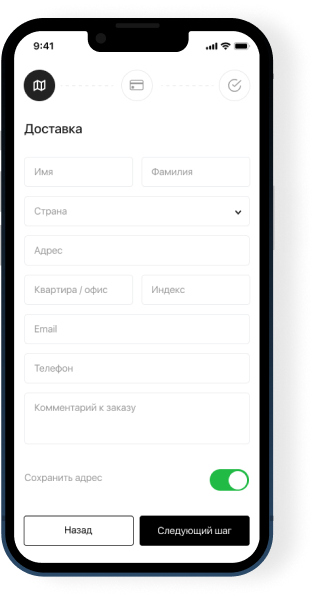 9:41
Доставка
Имя Фамилия
Страна
Адрес
Квартира / офис Индекс
Email
Телефон
Комментарий к заказу
Сохранить адрес
Назад Следующий шаг